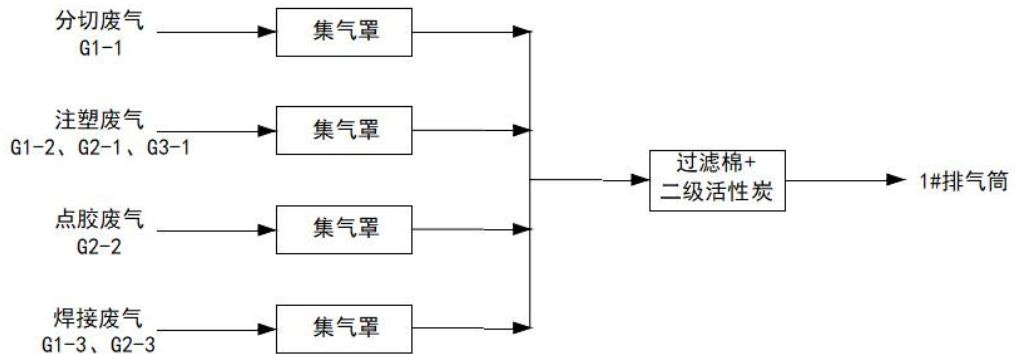 分切废气
G1-1
集气罩
注塑废气
G1-2、G2-1、G3-1
集气罩
点胶废气
G2-2
集气罩
焊接废气
G1-3、G2-3
集气罩
过滤棉+
二级活性炭
1#排气筒